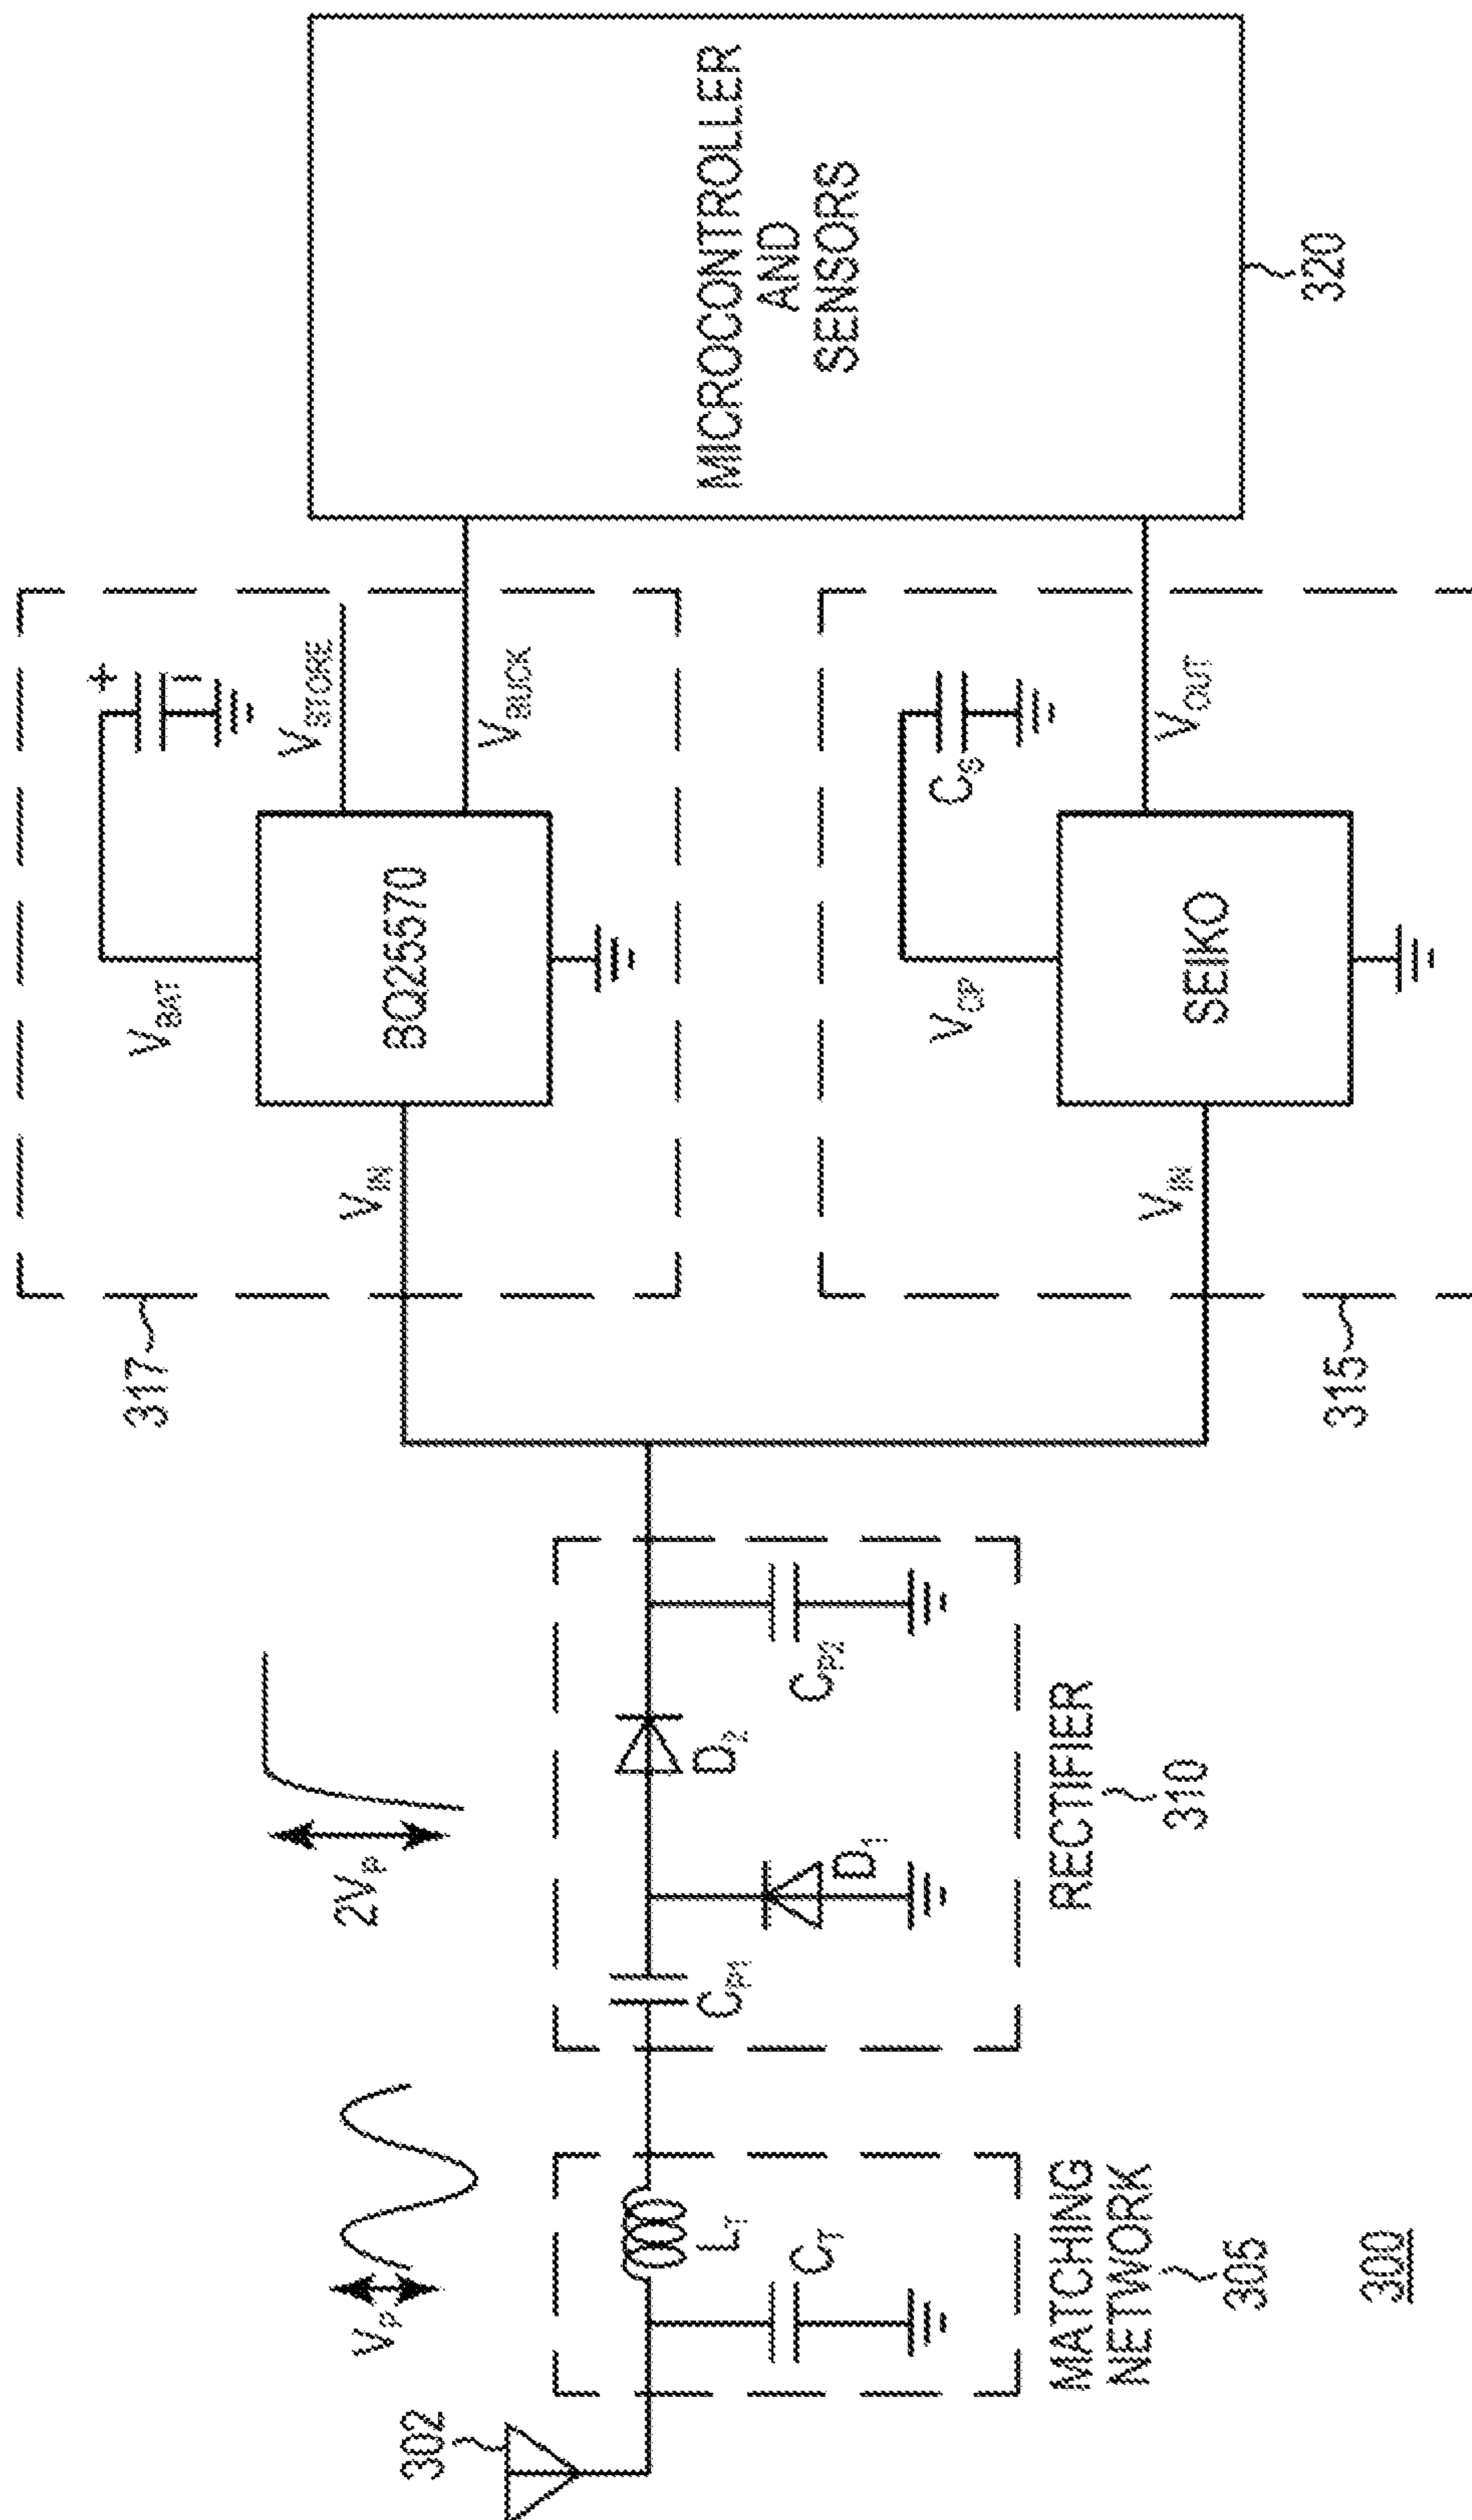 302
V_P
MATCHING
NETWORK
305
L_T
C_T
2V_P
C_P1
D_1
D_2
C_P2
RECTIFIER
310
317
V_IN
V_BAT
BQ25570
+
−
V_STORE
V_BUCK
315
V_IN
V_CP
SEIKO
C_S
V_OUT
MICROCONTROLLER
AND
SENSORS
320
300